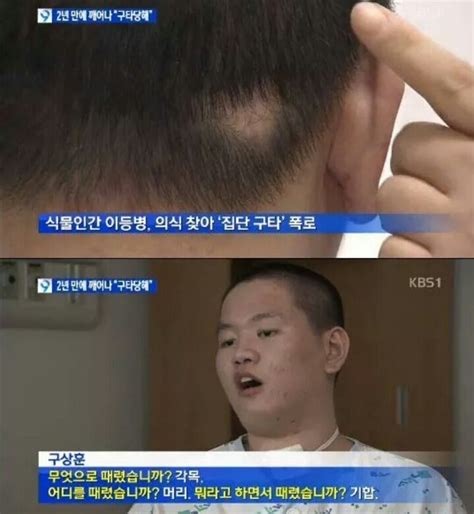 2년 만에 깨어나 "구타당해"
식물인간 이등병, 의식 찾아 '집단 구타' 폭로
2년 만에 깨어나 "구타당해"
KBS1
구상훈
무엇으로 때렸습니까? 각목.
어디를 때렸습니까? 머리. 뭐라고 하면서 때렸습니까? 기합.